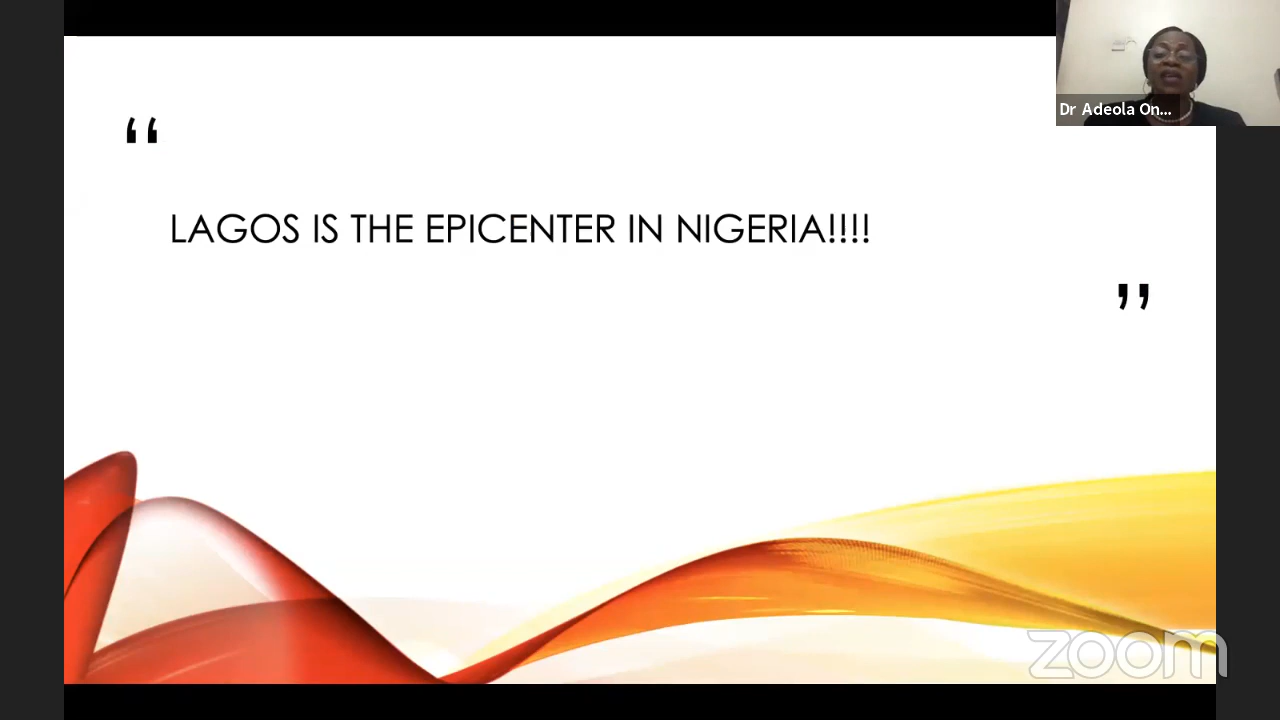 Dr Adeola On...
“
LAGOS IS THE EPICENTER IN NIGERIA!!!!
”
zoom